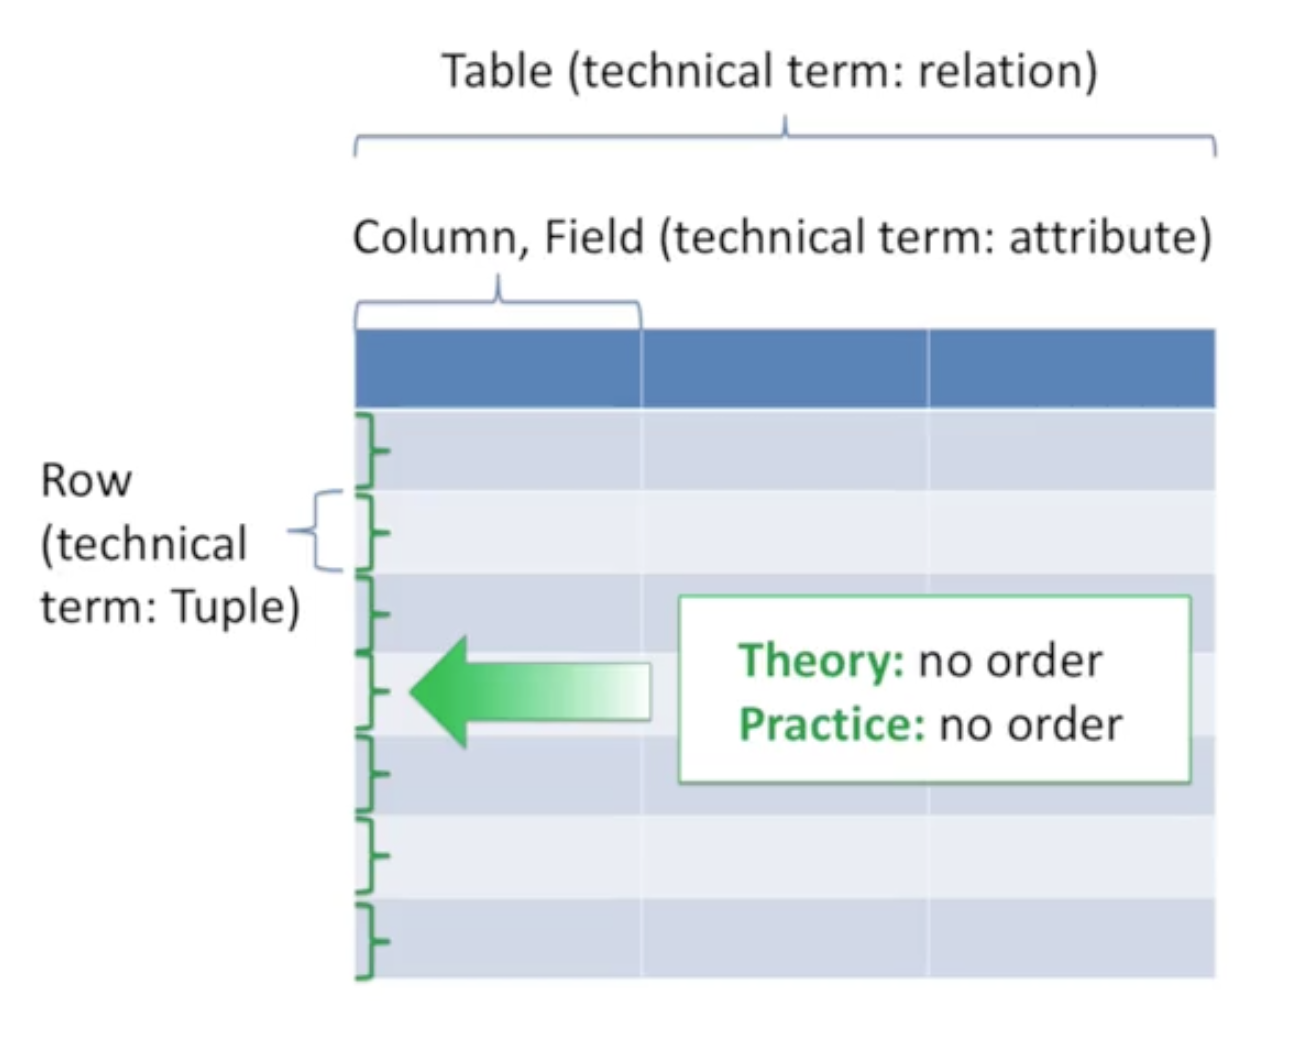 Table (technical term: relation)
Column, Field (technical term: attribute)
Row
(technical
term: Tuple)
Theory: no order
Practice: no order